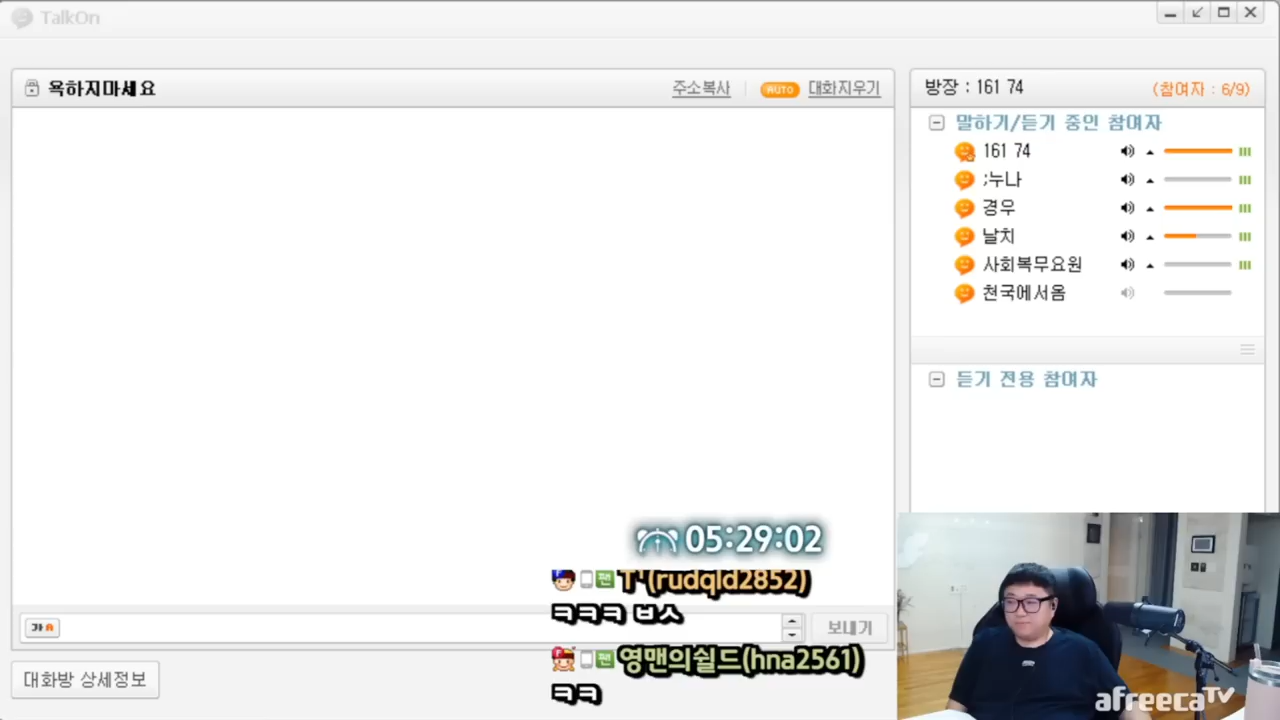 TalkOn
욕하지마세요
주소복사
AUTO
대화지우기
방장 : 161 74
(참여자 : 6/9)
말하기/듣기 중인 참여자
161 74
;누나
경우
날치
사회복무요원
천국에서옴
듣기 전용 참여자
05:29:02
팬 T'(rudqld2852)
ㅋㅋㅋ ㅂㅅ
가
보내기
팬 영맨의쉴드(hna2561)
ㅋㅋ
대화방 상세정보
afreecaTV